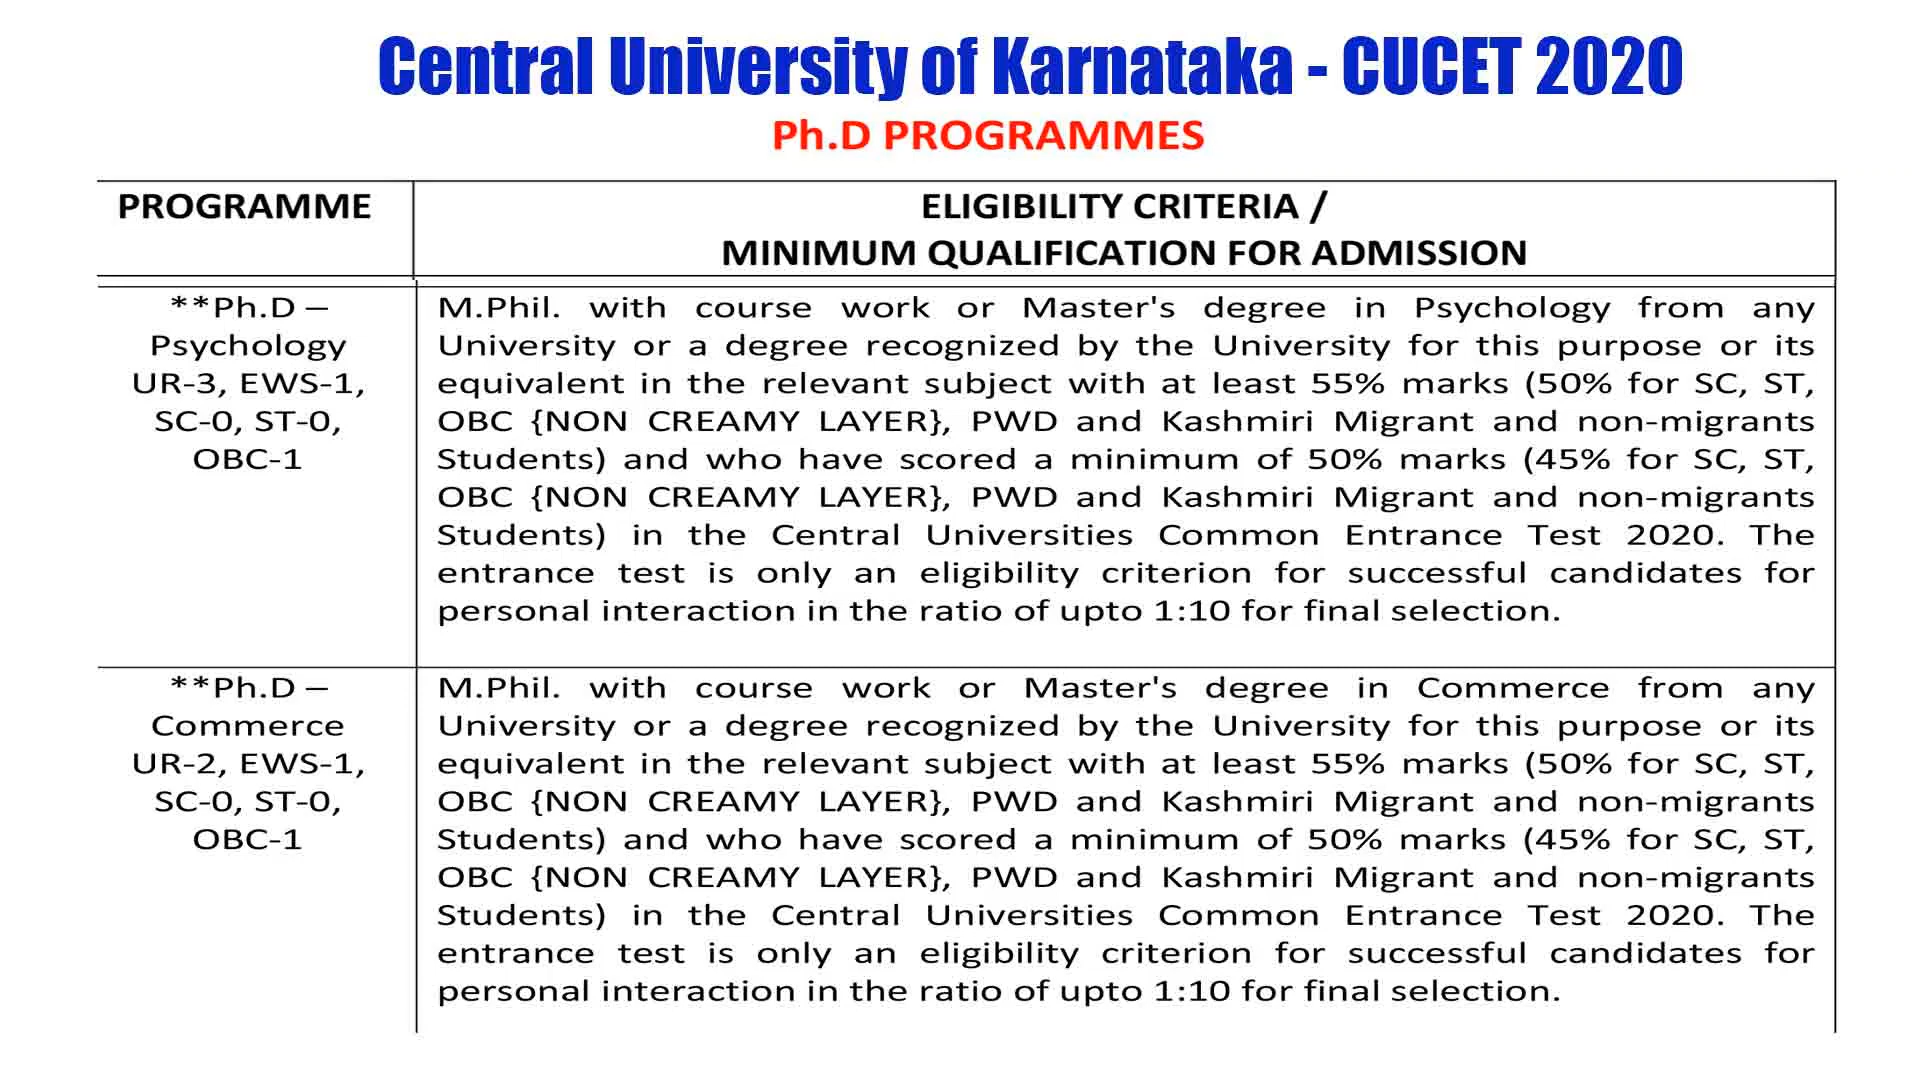 Central University of Karnataka - CUCET 2020
Ph.D PROGRAMMES
PROGRAMME
ELIGIBILITY CRITERIA /
MINIMUM QUALIFICATION FOR ADMISSION
**Ph.D –
Psychology
UR-3, EWS-1,
SC-0, ST-0,
OBC-1
M.Phil. with course work or Master's degree in Psychology from any
University or a degree recognized by the University for this purpose or its
equivalent in the relevant subject with at least 55% marks (50% for SC, ST,
OBC {NON CREAMY LAYER}, PWD and Kashmiri Migrant and non-migrants
Students) and who have scored a minimum of 50% marks (45% for SC, ST,
OBC {NON CREAMY LAYER}, PWD and Kashmiri Migrant and non-migrants
Students) in the Central Universities Common Entrance Test 2020. The
entrance test is only an eligibility criterion for successful candidates for
personal interaction in the ratio of upto 1:10 for final selection.
**Ph.D –
Commerce
UR-2, EWS-1,
SC-0, ST-0,
OBC-1
M.Phil. with course work or Master's degree in Commerce from any
University or a degree recognized by the University for this purpose or its
equivalent in the relevant subject with at least 55% marks (50% for SC, ST,
OBC {NON CREAMY LAYER}, PWD and Kashmiri Migrant and non-migrants
Students) and who have scored a minimum of 50% marks (45% for SC, ST,
OBC {NON CREAMY LAYER}, PWD and Kashmiri Migrant and non-migrants
Students) in the Central Universities Common Entrance Test 2020. The
entrance test is only an eligibility criterion for successful candidates for
personal interaction in the ratio of upto 1:10 for final selection.